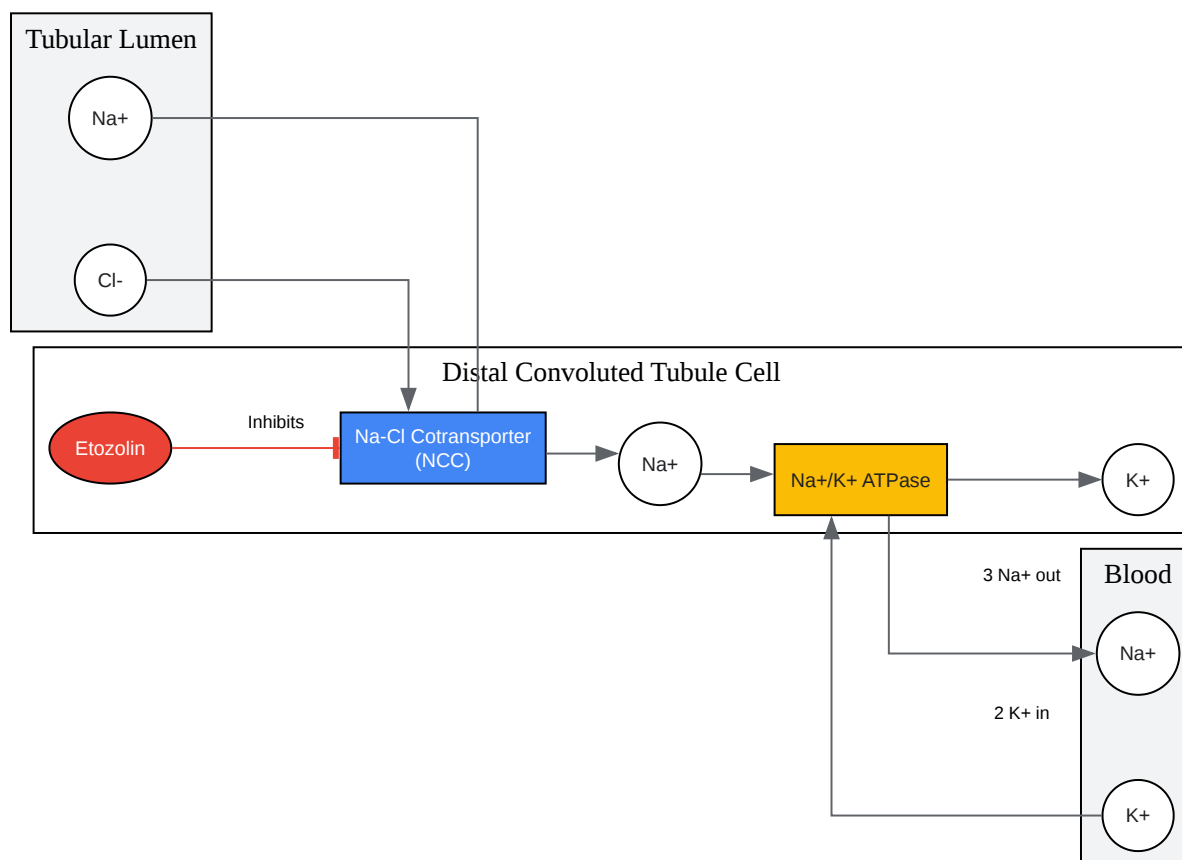 Tubular Lumen
Na+
Cl-
Distal Convoluted Tubule Cell
Etozolin
Inhibits
Na-Cl Cotransporter
(NCC)
Na+
Na+/K+ ATPase
K+
3 Na+ out
Blood
Na+
2 K+ in
K+